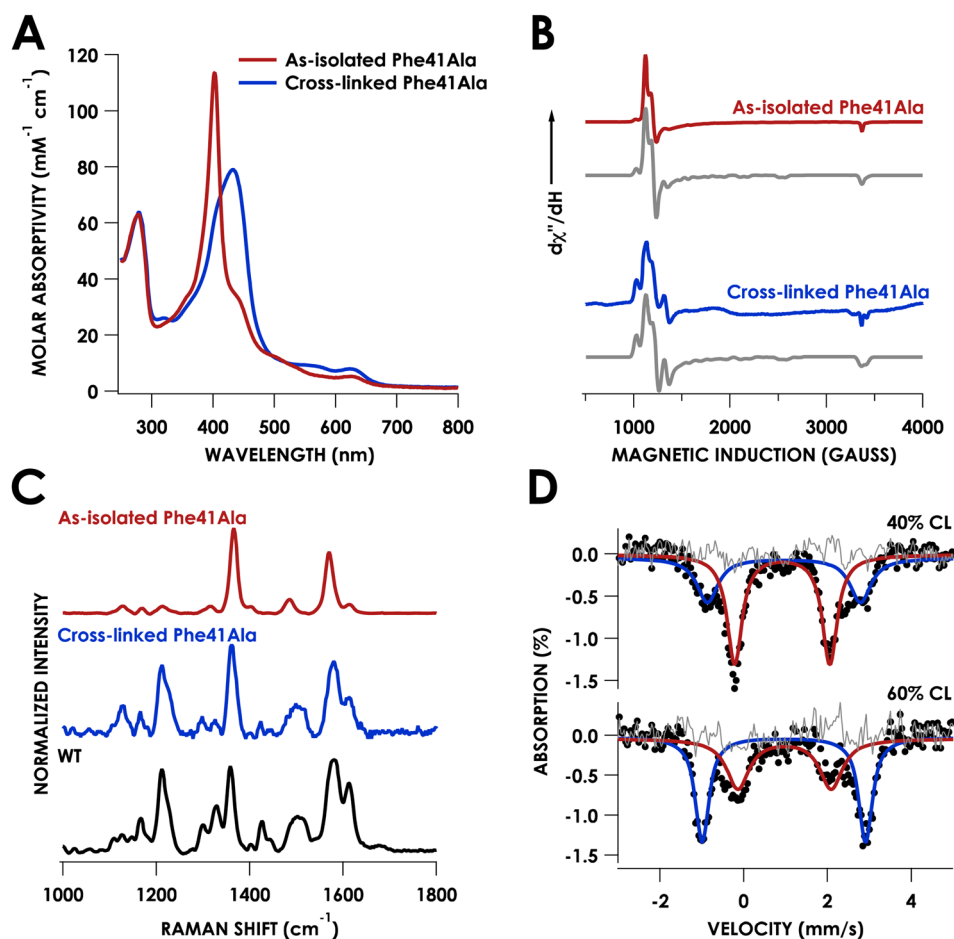 A
MOLAR ABSORPTIVITY (mM⁻¹ cm⁻¹)
120
100
80
60
40
20
0
As-isolated Phe41Ala
Cross-linked Phe41Ala
300 400 500 600 700 800
WAVELENGTH (nm)
B
dχ"/dH
As-isolated Phe41Ala
Cross-linked Phe41Ala
1000 2000 3000 4000
MAGNETIC INDUCTION (GAUSS)
C
NORMALIZED INTENSITY
As-isolated Phe41Ala
Cross-linked Phe41Ala
WT
1000 1200 1400 1600 1800
RAMAN SHIFT (cm⁻¹)
D
ABSORPTION (%)
40% CL
0.0
-0.5
-1.0
-1.5
60% CL
0.0
-0.5
-1.0
-1.5
-2 0 2 4
VELOCITY (mm/s)